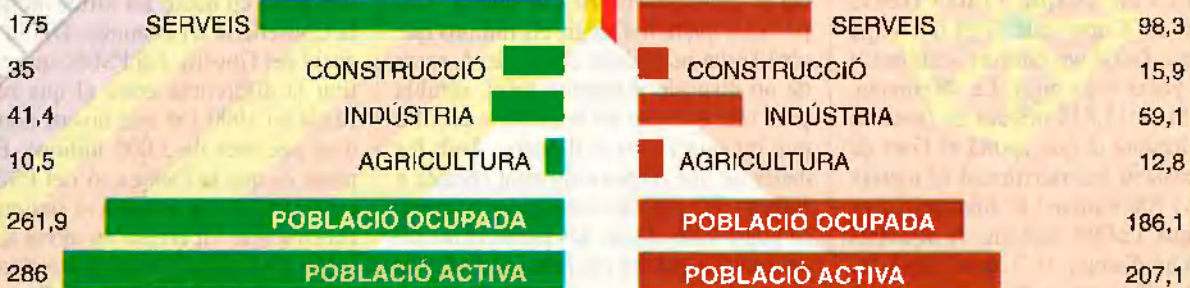 175 SERVEIS SERVEIS 98,3
35 CONSTRUCCIÓ CONSTRUCCIÓ 15,9
41,4 INDÚSTRIA INDÚSTRIA 59,1
10,5 AGRICULTURA AGRICULTURA 12,8
261,9 POBLACIÓ OCUPADA POBLACIÓ OCUPADA 186,1
286 POBLACIÓ ACTIVA POBLACIÓ ACTIVA 207,1